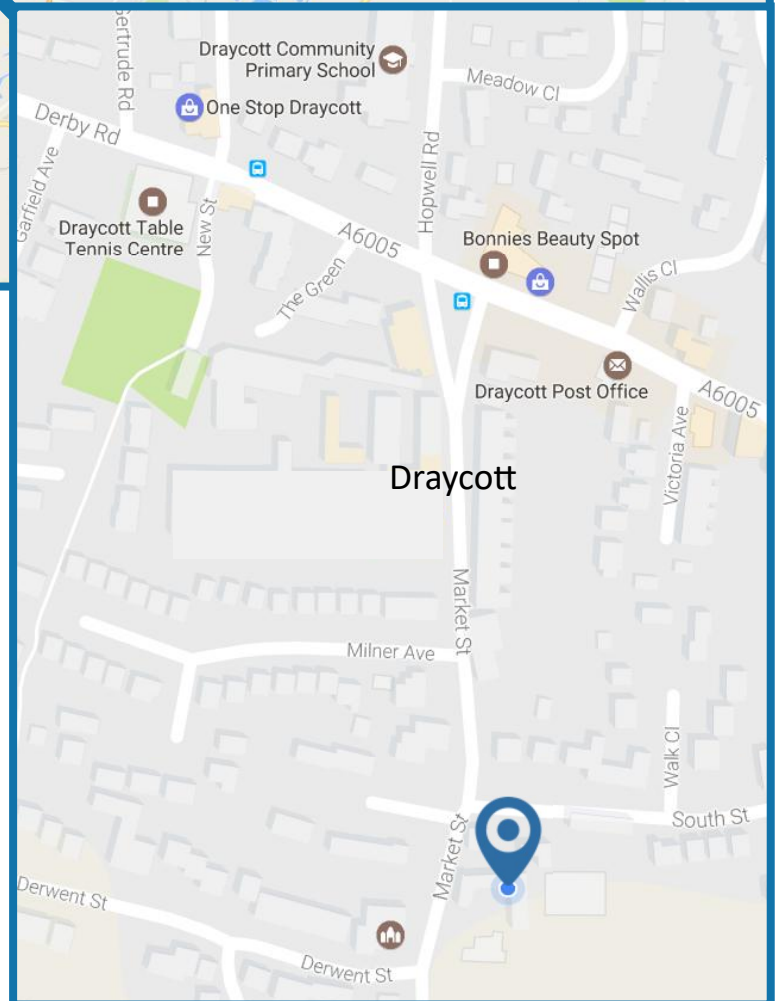 Gertrude Rd
Draycott Community
Primary School
Meadow Cl
One Stop Draycott
Derby Rd
Garfield Ave
Hopwell Rd
Draycott Table
Tennis Centre
New St
A6005
The Green
Bonnies Beauty Spot
Wallis Cl
Draycott Post Office
A6005
Victoria Ave
Draycott
Market St
Milner Ave
Walk Cl
South St
Market St
Derwent St
Derwent St